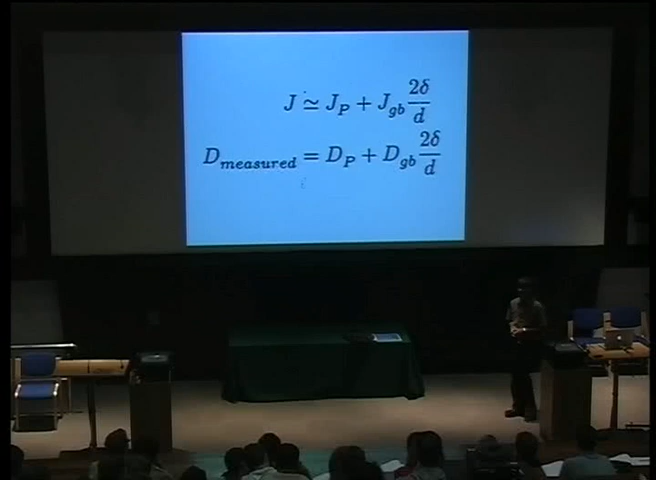 J ≃ J_P + J_gb 2δ/d
D_measured = D_P + D_gb 2δ/d